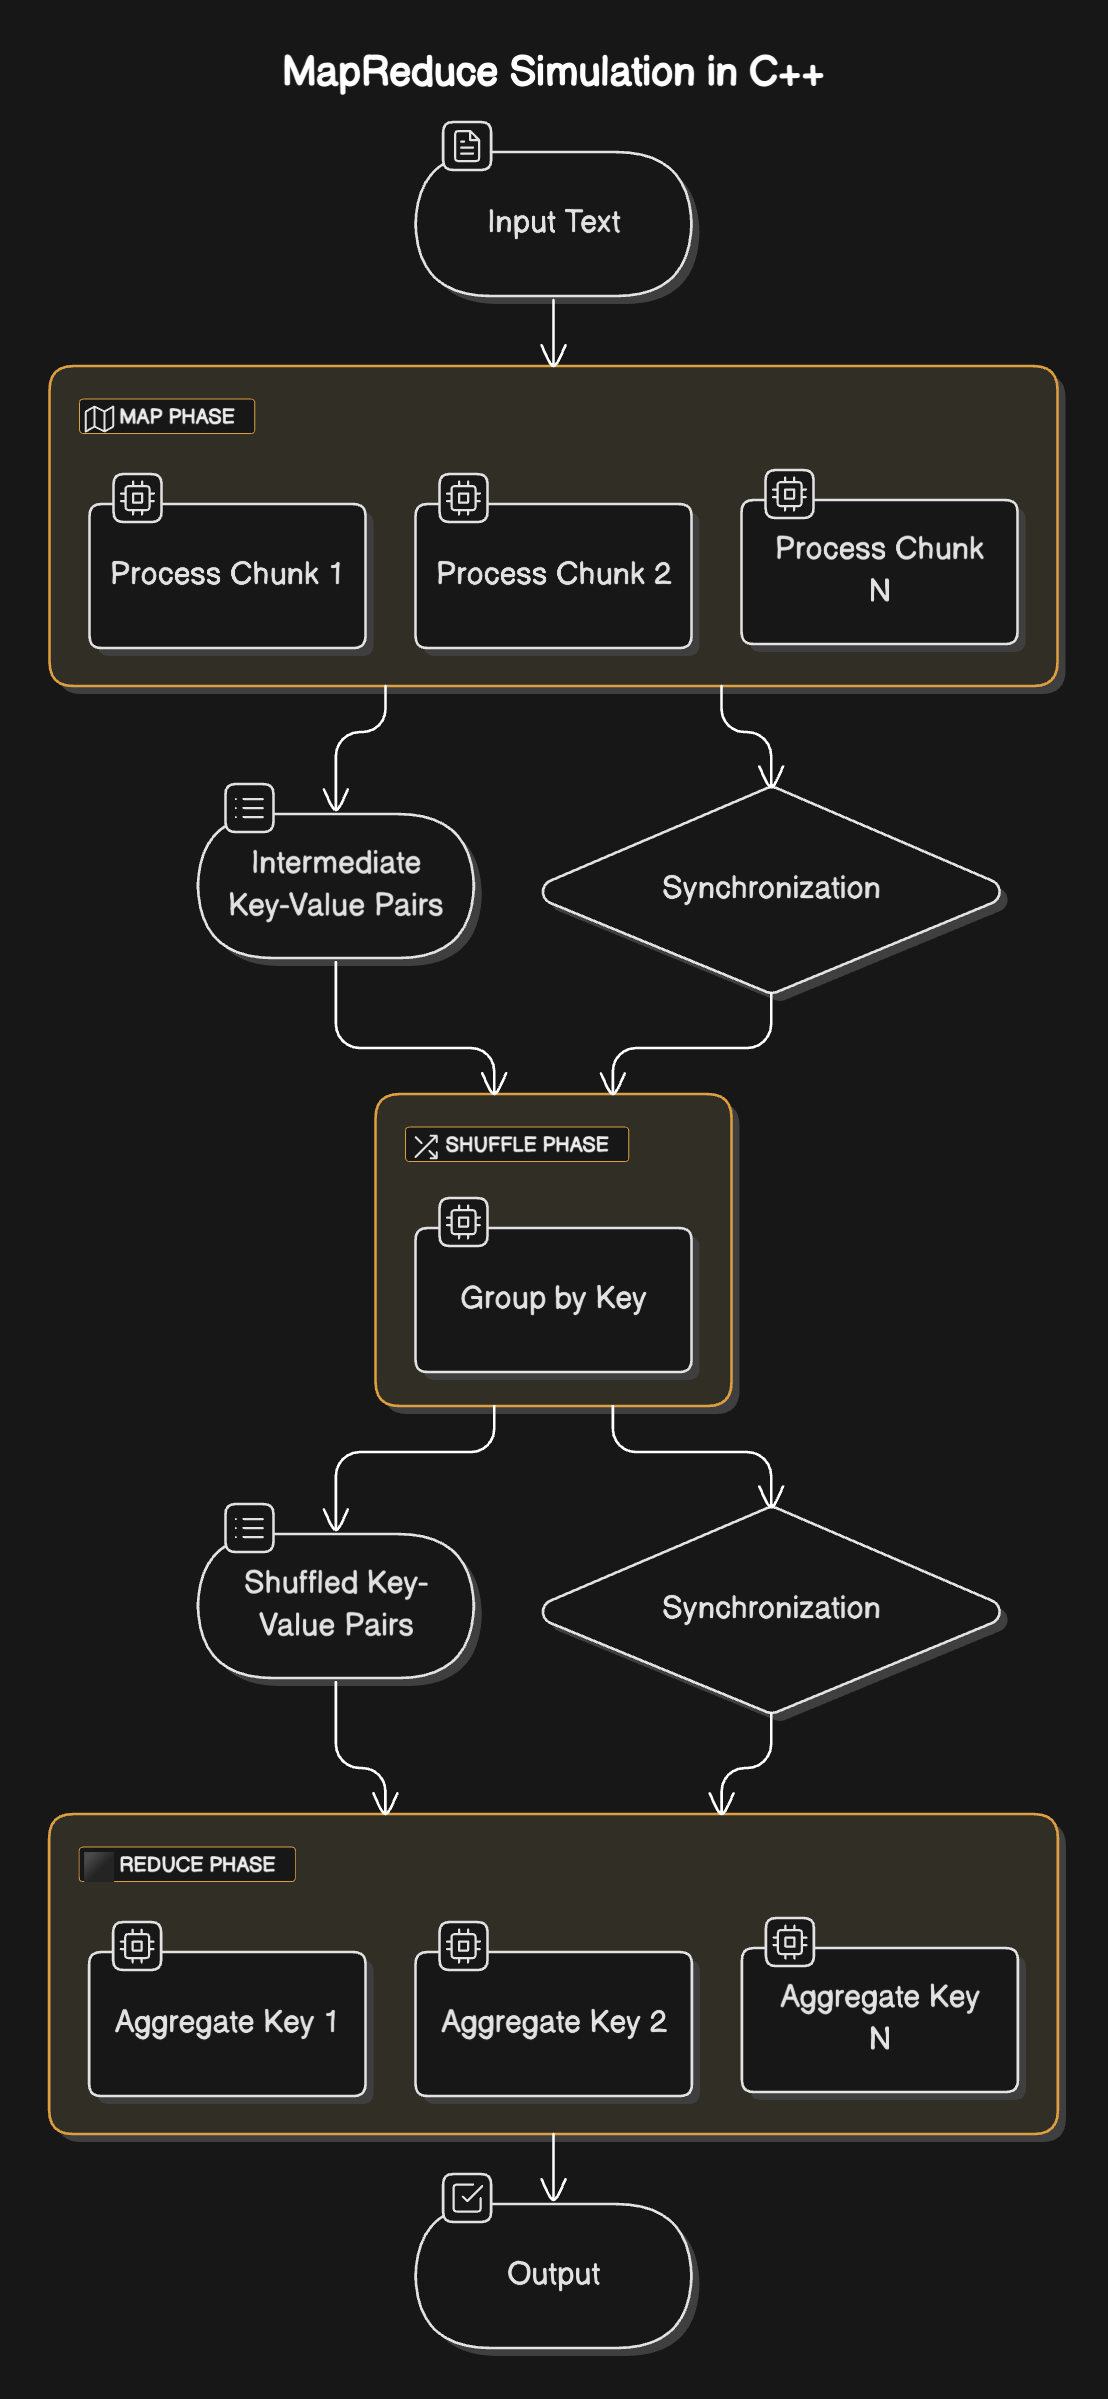 MapReduce Simulation in C++
Input Text
MAP PHASE
Process Chunk 1
Process Chunk 2
Process Chunk
N
Intermediate
Key-Value Pairs
Synchronization
SHUFFLE PHASE
Group by Key
Shuffled Key-
Value Pairs
Synchronization
REDUCE PHASE
Aggregate Key 1
Aggregate Key 2
Aggregate Key
N
Output